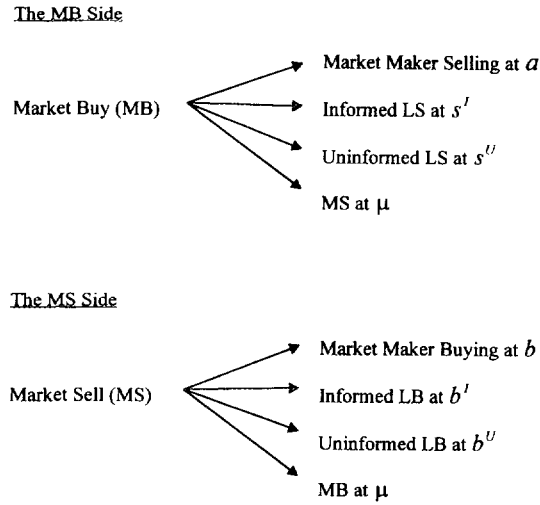 The MB Side
Market Maker Selling at a
Market Buy (MB)
Informed LS at s^I
Uninformed LS at s^U
MS at μ
The MS Side
Market Maker Buying at b
Market Sell (MS)
Informed LB at b^I
Uninformed LB at b^U
MB at μ